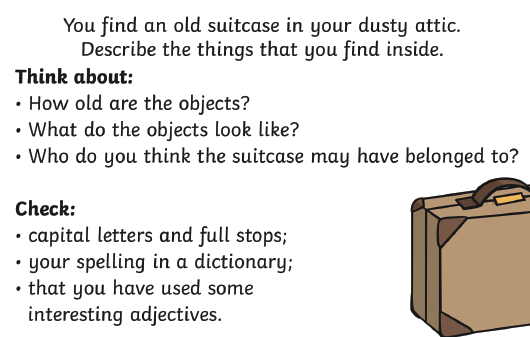 You find an old suitcase in your dusty attic.
Describe the things that you find inside.
Think about:
• How old are the objects?
• What do the objects look like?
• Who do you think the suitcase may have belonged to?
Check:
• capital letters and full stops;
• your spelling in a dictionary;
• that you have used some
interesting adjectives.